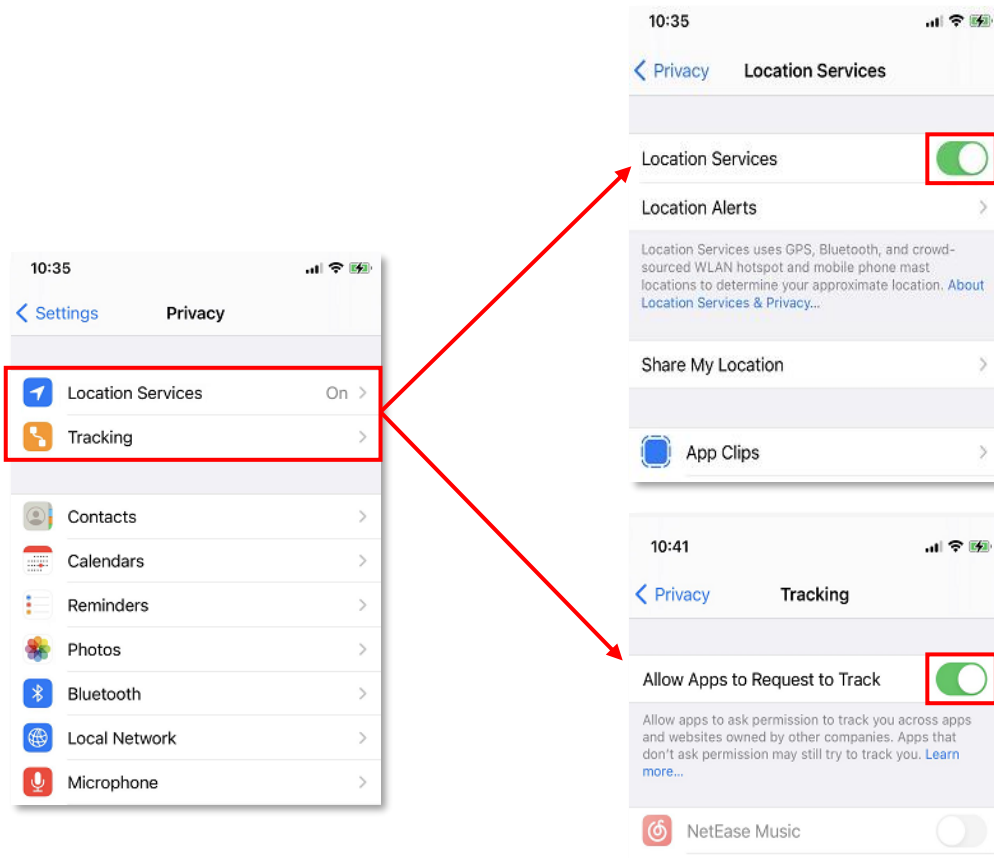 10:35
Settings
Privacy
Location Services
On
Tracking
Contacts
Calendars
Reminders
Photos
Bluetooth
Local Network
Microphone
10:35
Privacy
Location Services
Location Services
Location Alerts
Location Services uses GPS, Bluetooth, and crowd-
sourced WLAN hotspot and mobile phone mast
locations to determine your approximate location. About
Location Services & Privacy...
Share My Location
App Clips
10:41
Privacy
Tracking
Allow Apps to Request to Track
Allow apps to ask permission to track you across apps
and websites owned by other companies. Apps that
don't ask permission may still try to track you. Learn
more...
NetEase Music